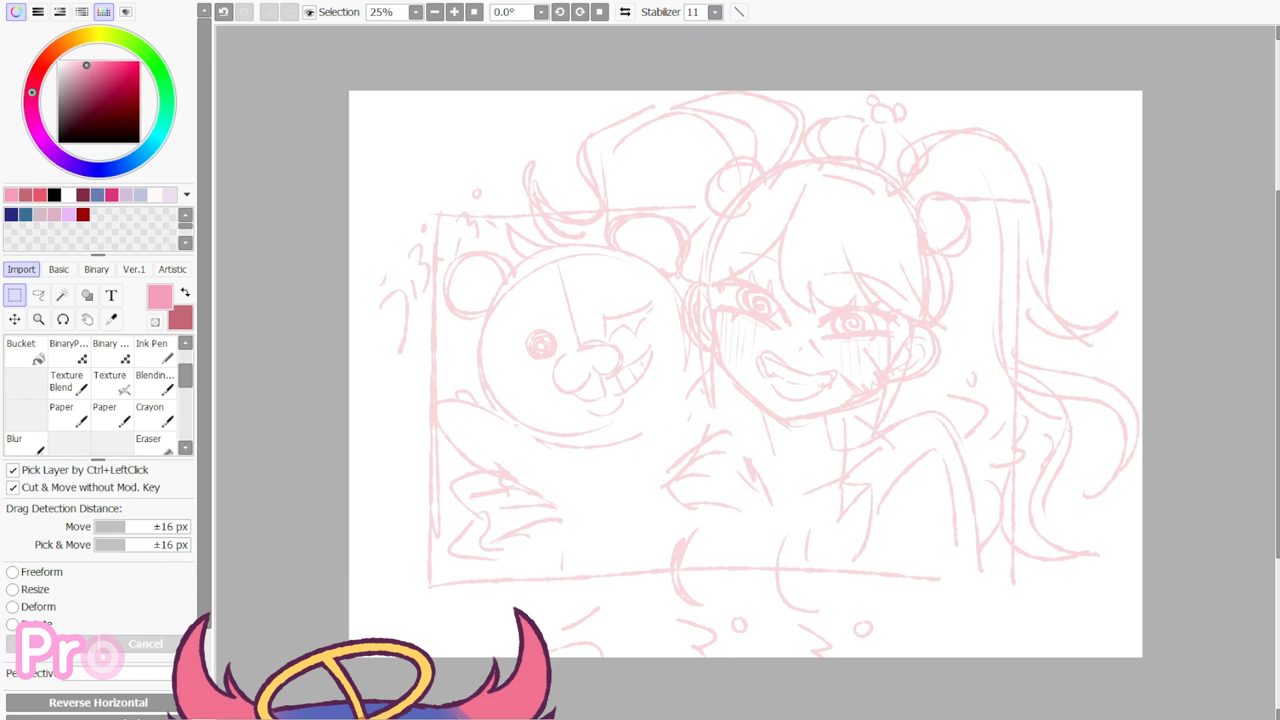 Selection 25% 0.0° Stabilizer 11
Import Basic Binary Ver.1 Artistic
T
Bucket BinaryP... Binary ... Ink Pen
Texture Blend Texture Blendin...
Paper Paper Crayon
Blur Eraser
Pick Layer by Ctrl+LeftClick
Cut & Move without Mod. Key
Drag Detection Distance:
Move ±16 px
Pick & Move ±16 px
Freeform
Resize
Deform
Cancel
Pro
Reverse Horizontal